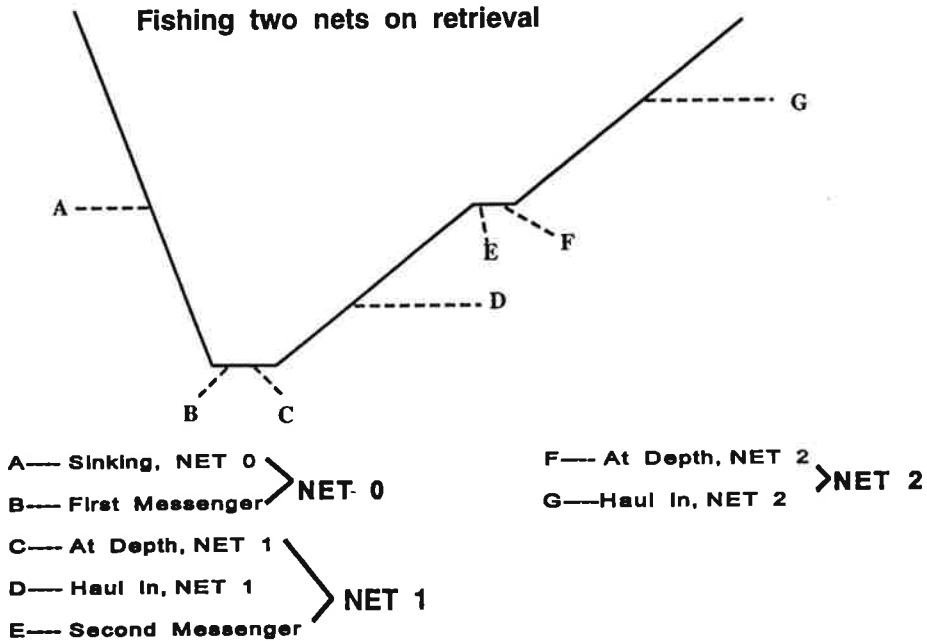 Fishing two nets on retrieval
G
A
F
E
D
B
C
A---- Sinking, NET 0
B---- First Messenger
NET- 0
C---- At Depth, NET 1
D---- Haul In, NET 1
E---- Second Messenger
NET 1
F---- At Depth, NET 2
G----Haul In, NET 2
NET 2